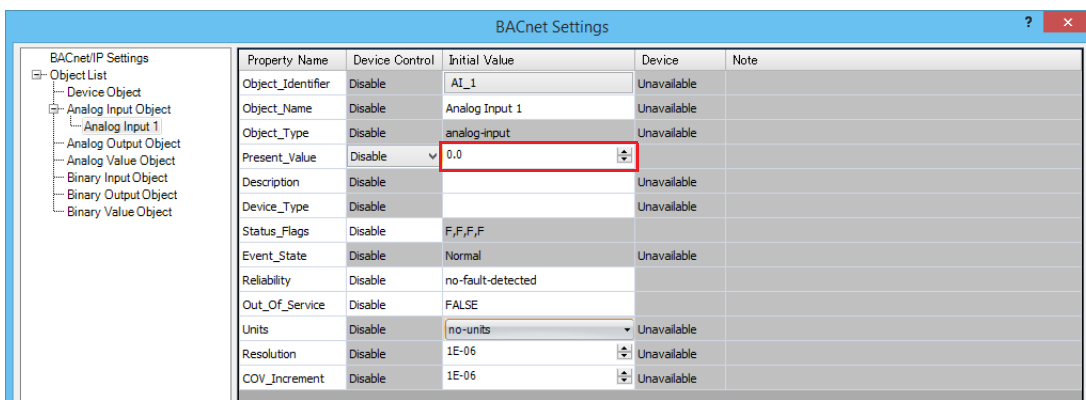 BACnet Settings
? ×
BACnet/IP Settings
Object List
Device Object
Analog Input Object
Analog Input 1
Analog Output Object
Analog Value Object
Binary Input Object
Binary Output Object
Binary Value Object
Property Name Device Control Initial Value Device Note
Object_Identifier Disable AI_1 Unavailable
Object_Name Disable Analog Input 1 Unavailable
Object_Type Disable analog-input Unavailable
Present_Value Disable 0.0
Description Disable Unavailable
Device_Type Disable Unavailable
Status_Flags Disable F,F,F,F
Event_State Disable Normal Unavailable
Reliability Disable no-fault-detected
Out_Of_Service Disable FALSE
Units Disable no-units Unavailable
Resolution Disable 1E-06 Unavailable
COV_Increment Disable 1E-06 Unavailable